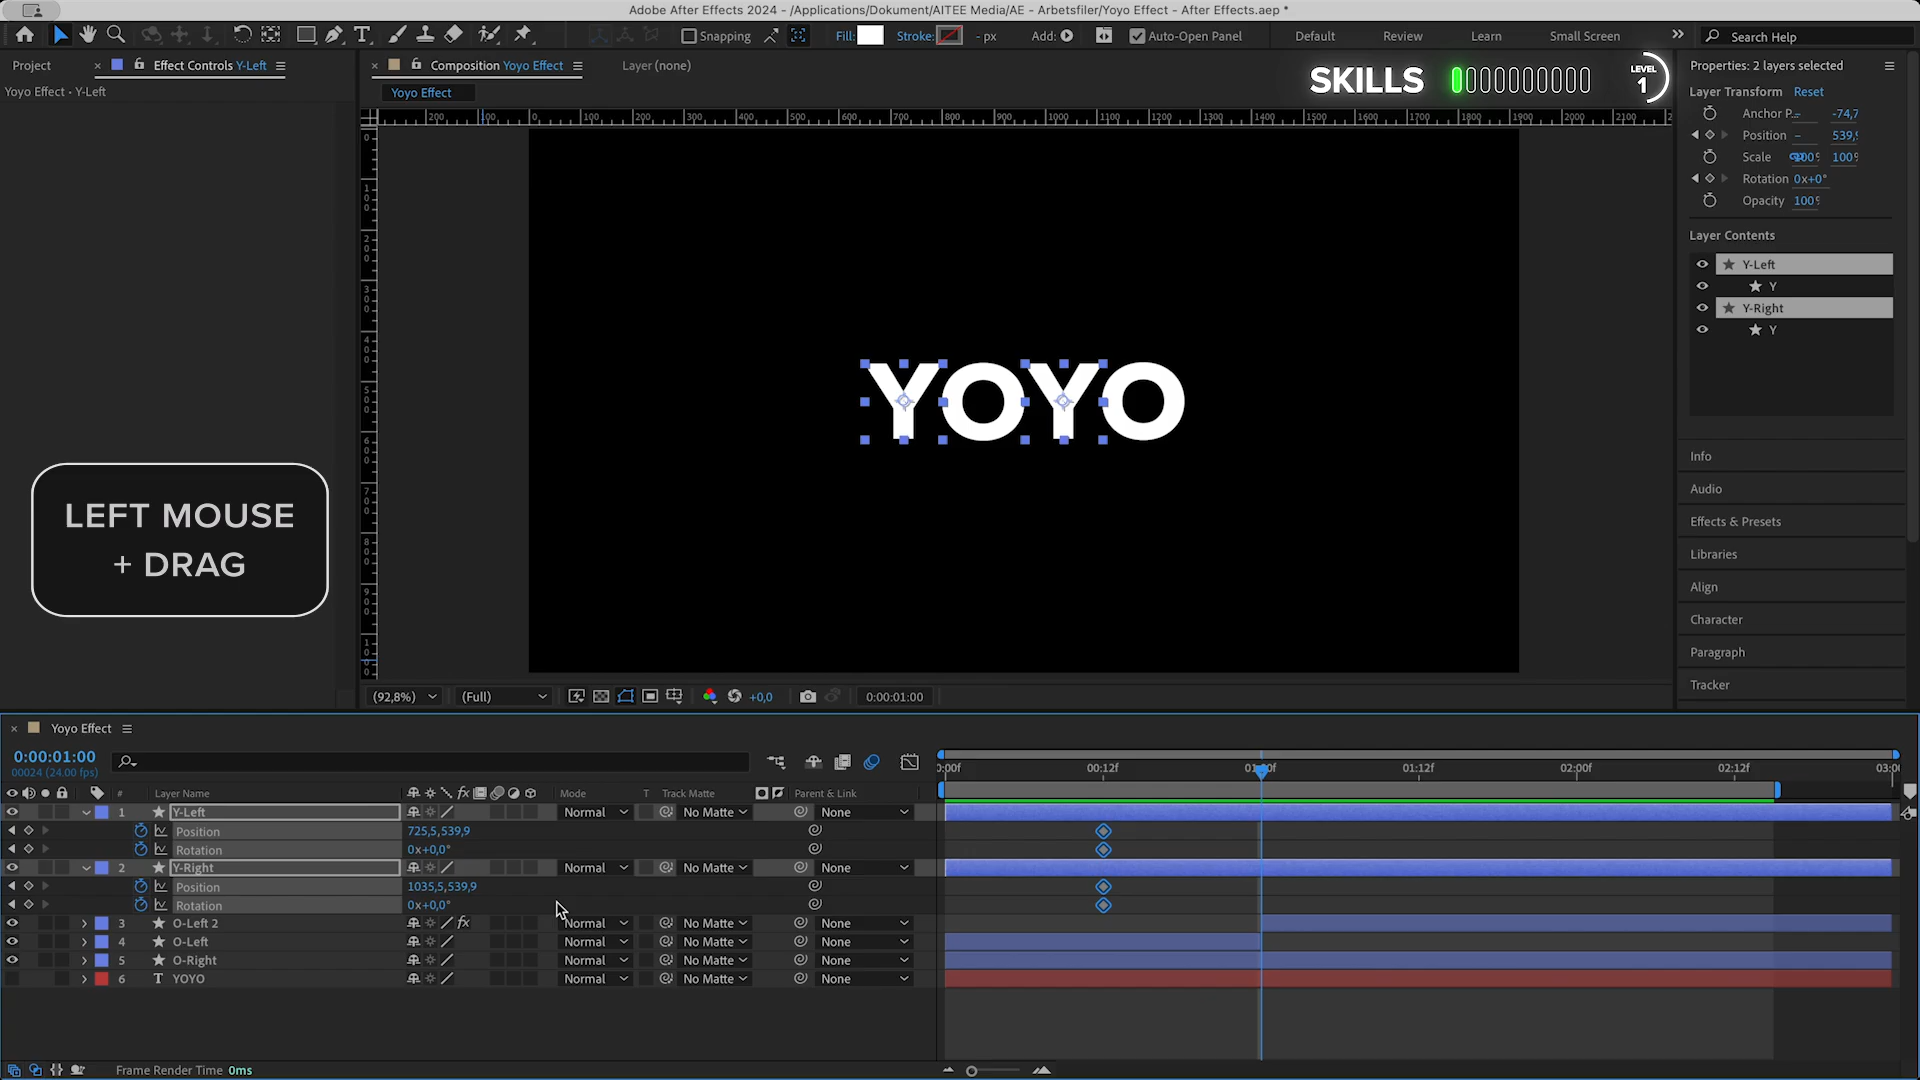 Adobe After Effects 2024 - /Applications/Dokument/AITEE Media/AE - Arbetsfiler/Yoyo Effect - After Effects.aep *
Snapping
Fill:
Stroke:
- px
Add:
Auto-Open Panel
Default
Review
Learn
Small Screen
Search Help
Project
Effect Controls Y-Left
Composition Yoyo Effect
Layer (none)
Yoyo Effect • Y-Left
Yoyo Effect
SKILLS
LEVEL
1
Properties: 2 layers selected
Layer Transform Reset
Position
Scale
Rotation 0x+0°
Opacity
Layer Contents
Y-Left
Y
Y-Right
Y
Info
Audio
Effects & Presets
Libraries
Align
Character
Paragraph
Tracker
YOYO
LEFT MOUSE
+ DRAG
(92,8%)
(Full)
+0,0
0:00:01:00
Yoyo Effect
0:00:01:00
00024 (24.00 fps)
:00f 00:12f 01:12f 02:00f 02:12f
# Layer Name
Mode T Track Matte Parent & Link
1 Y-Left Normal No Matte None
Position 725,5,539,9
Rotation 0x+0,0°
2 Y-Right Normal No Matte None
Position 1035,5,539,9
Rotation 0x+0,0°
3 O-Left 2 fx Normal No Matte None
4 O-Left Normal No Matte None
5 O-Right Normal No Matte None
6 T YOYO Normal No Matte None
Frame Render Time 0ms